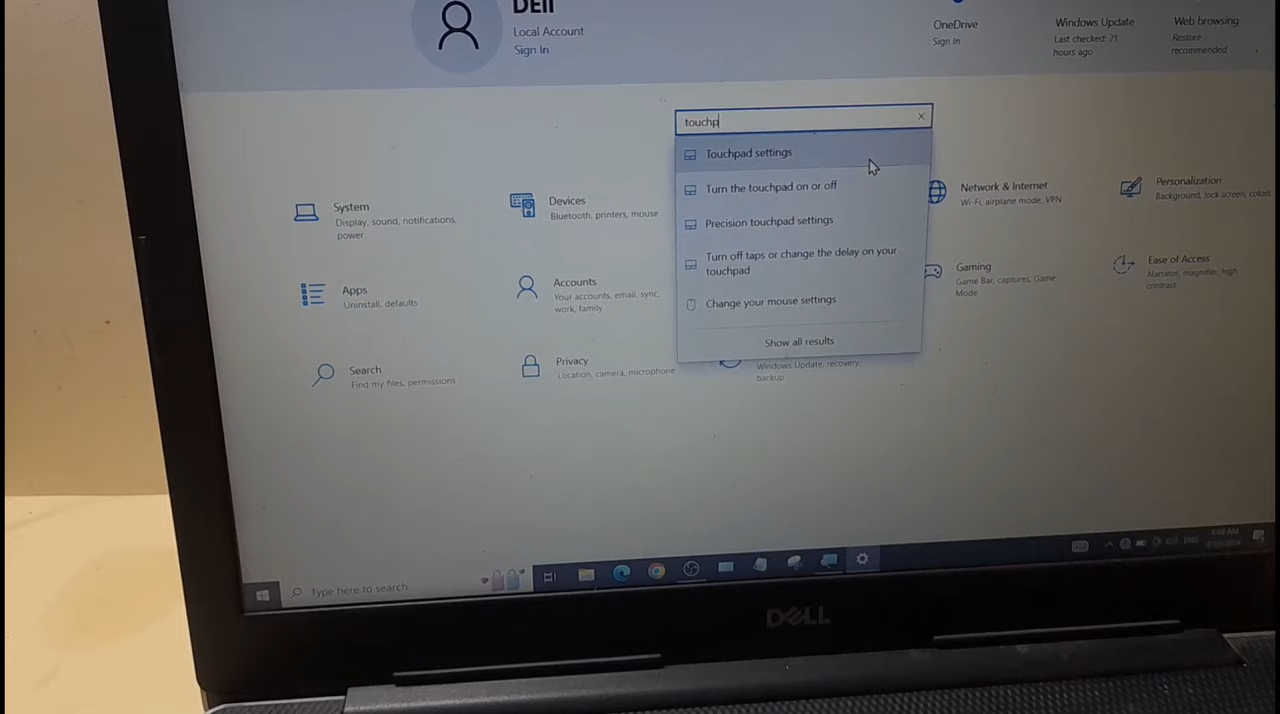 Dell
Local Account
Sign In
OneDrive
Sign In
Windows Update
Last checked: 21
hours ago
Web browsing
Restore
recommended
touchp
Touchpad settings
Turn the touchpad on or off
Precision touchpad settings
Turn off taps or change the delay on your
touchpad
Change your mouse settings
Show all results
System
Display, sound, notifications,
power
Devices
Bluetooth, printers, mouse
Network & Internet
Wi-Fi, airplane mode, VPN
Personalization
Background, lock screen, colors
Apps
Uninstall, defaults
Accounts
Your accounts, email, sync,
work, family
Gaming
Game Bar, captures, Game
Mode
Ease of Access
Narrator, magnifier, high
contrast
Search
Find my files, permissions
Privacy
Location, camera, microphone
Windows Update, recovery,
backup
Type here to search
ENG
DELL